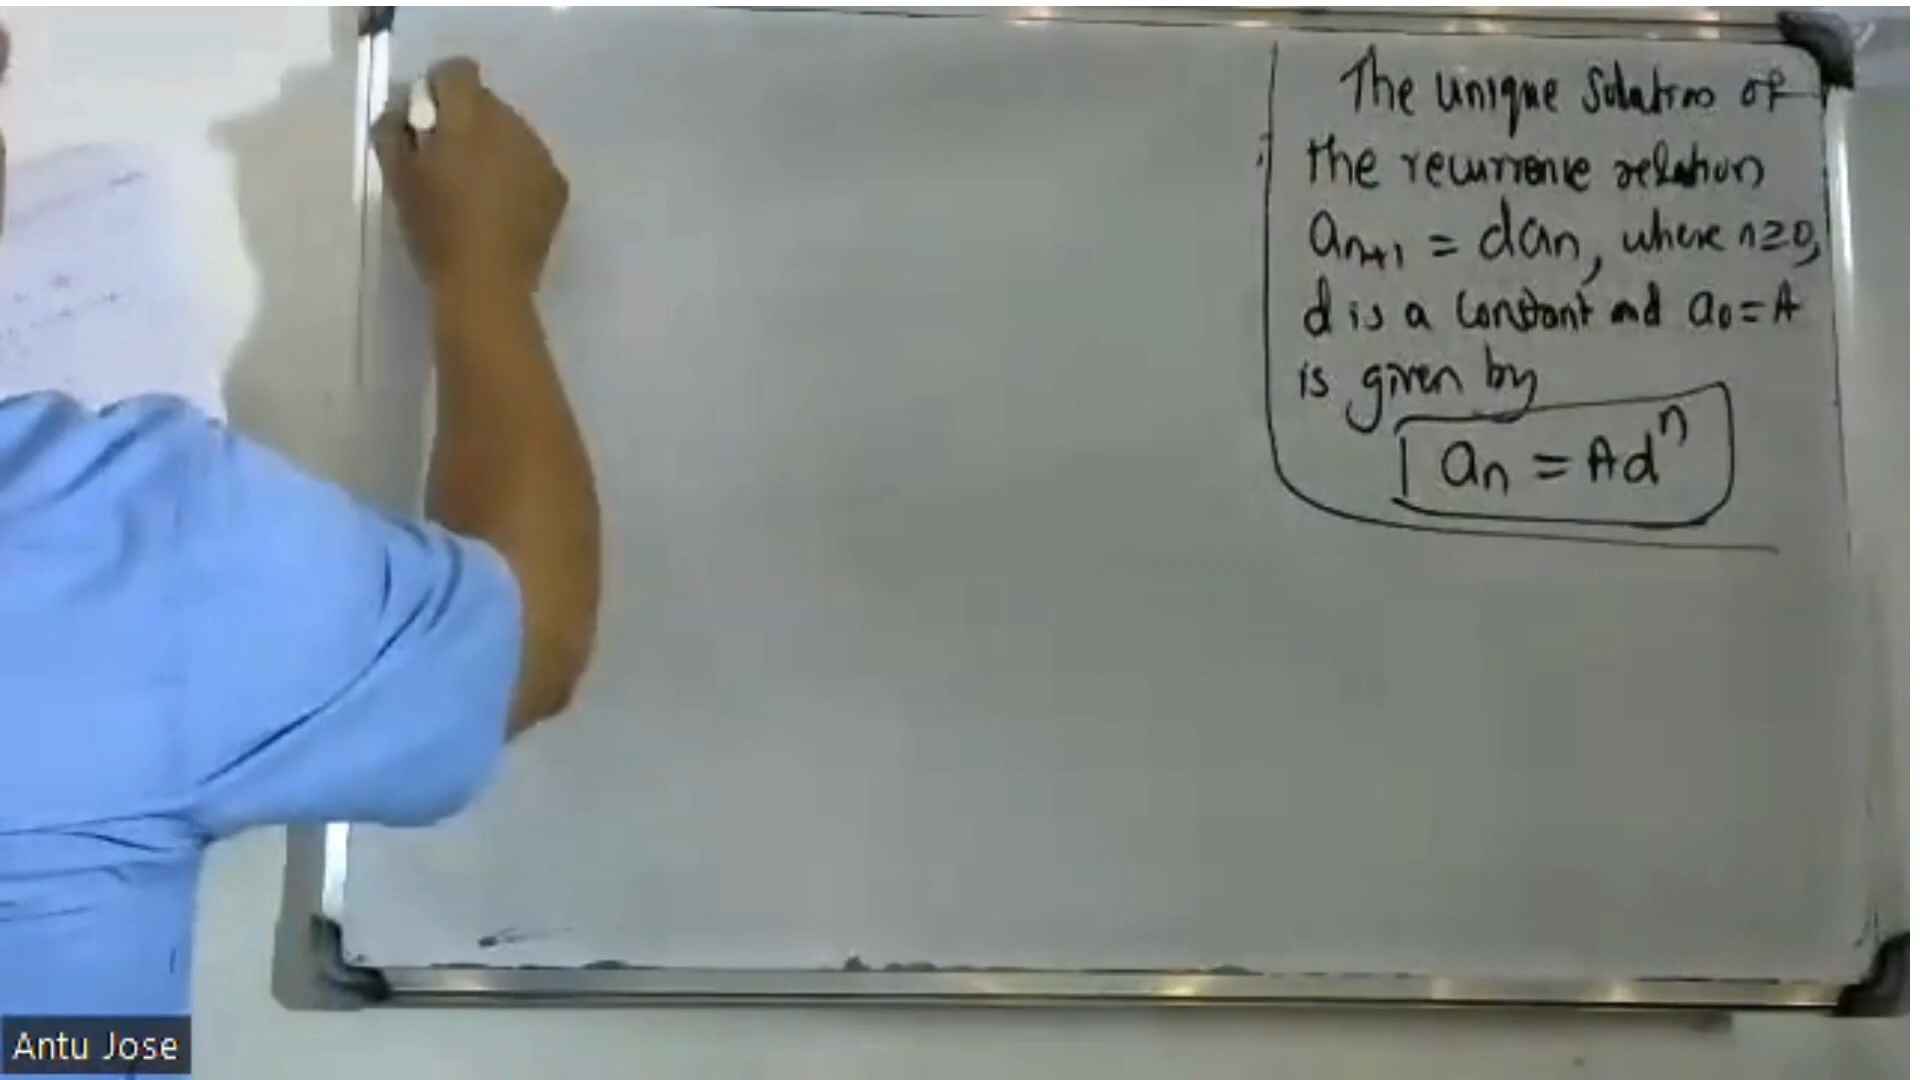 The unique Solution of
the recurrence relation
aₙ₊₁ = daₙ, where n≥0,
d is a constant and a₀=A
is given by
aₙ = Adⁿ
Antu Jose